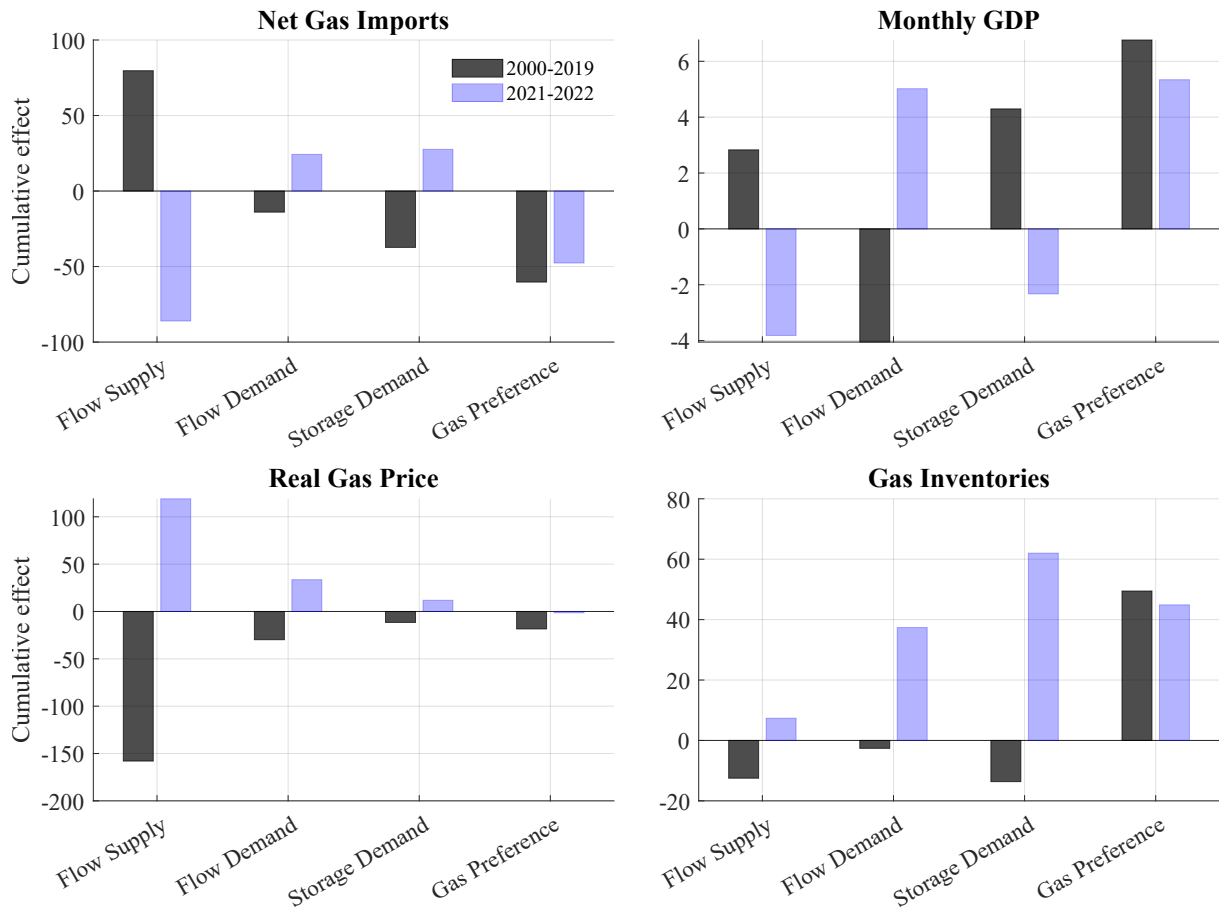 Net Gas Imports
Cumulative effect
100
50
0
-50
-100
2000-2019
2021-2022
Flow Supply
Flow Demand
Storage Demand
Gas Preference
Monthly GDP
6
4
2
0
-2
-4
Flow Supply
Flow Demand
Storage Demand
Gas Preference
Real Gas Price
Cumulative effect
100
50
0
-50
-100
-150
-200
Flow Supply
Flow Demand
Storage Demand
Gas Preference
Gas Inventories
80
60
40
20
0
-20
Flow Supply
Flow Demand
Storage Demand
Gas Preference